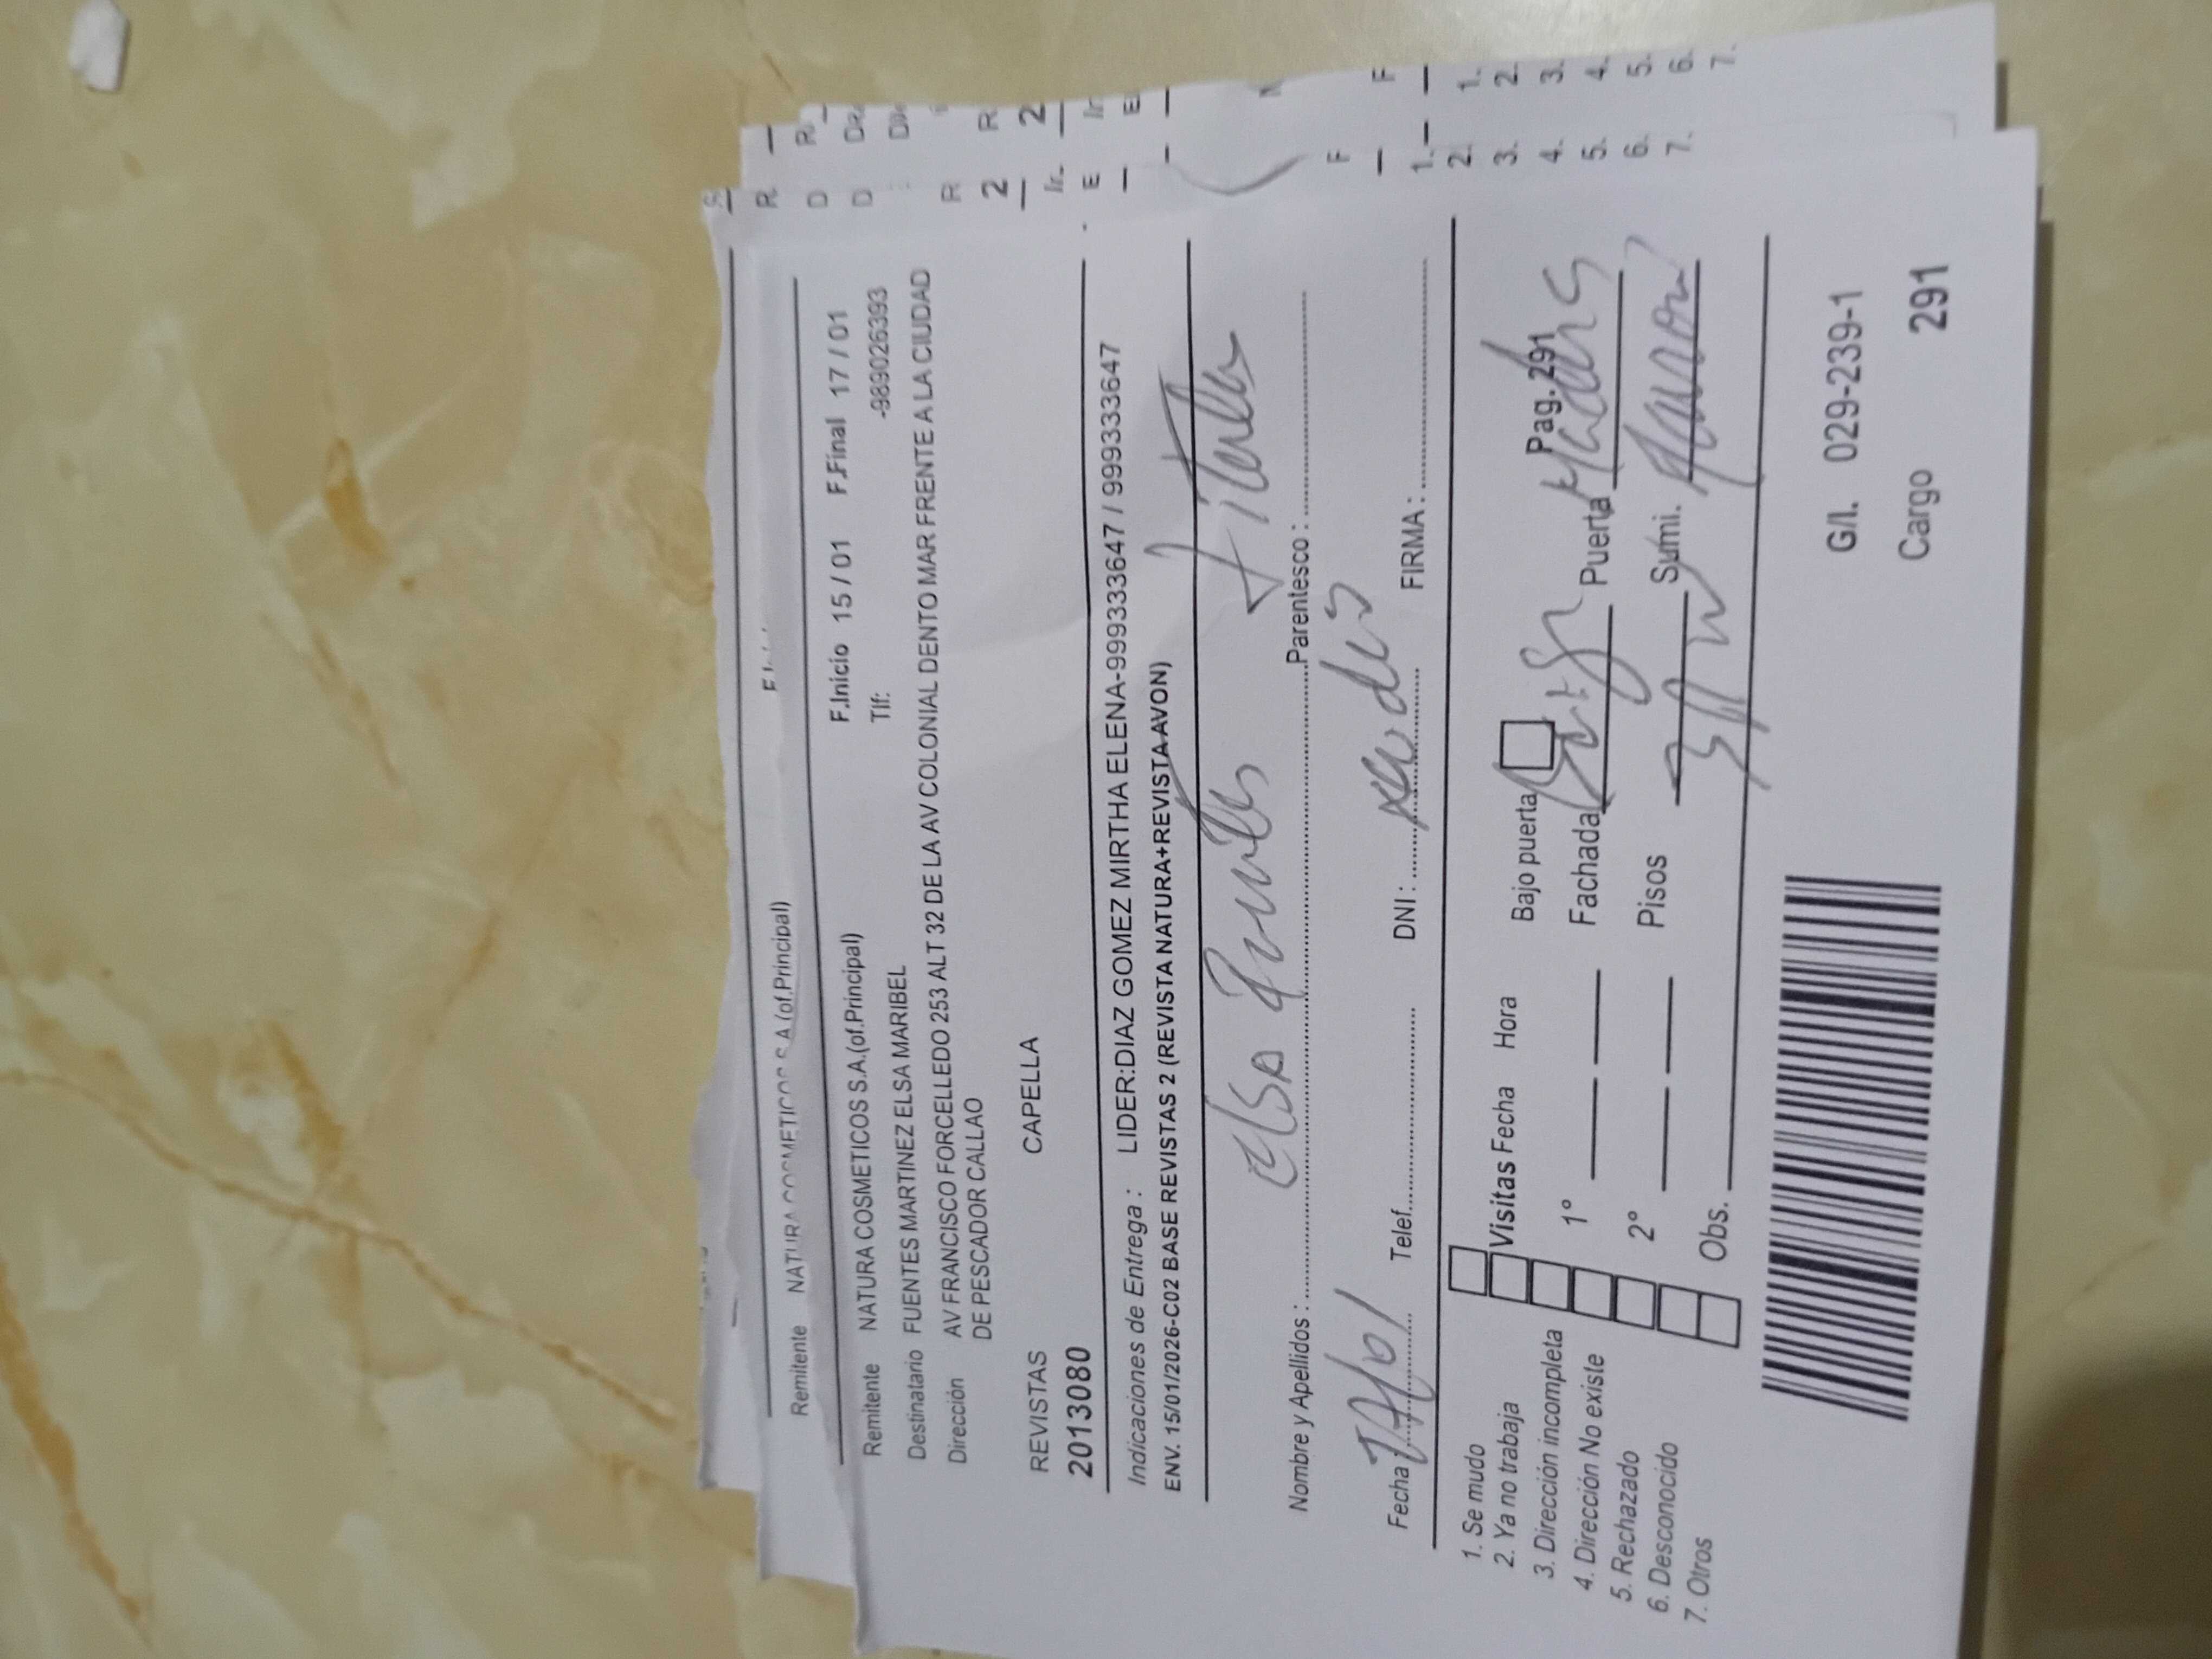 Remitente NATURA COSMETICOS S.A.(of.Principal)
F.Inicio 15 / 01 F.Final 17 / 01
Remitente NATURA COSMETICOS S.A.(of.Principal) Tlf: -989026393
Destinatario FUENTES MARTINEZ ELSA MARIBEL
Dirección AV FRANCISCO FORCELLEDO 253 ALT 32 DE LA AV COLONIAL DENTO MAR FRENTE A LA CIUDAD
DE PESCADOR CALLAO
REVISTAS CAPELLA
2013080
Indicaciones de Entrega : LIDER:DIAZ GOMEZ MIRTHA ELENA-999333647 / 999333647
ENV. 15/01/2026-C02 BASE REVISTAS 2 (REVISTA NATURA+REVISTA AVON)
Elsa Fuentes Titular
Nombre y Apellidos : Parentesco :
Fecha Telef. DNI : FIRMA :
1. Se mudo
2. Ya no trabaja
3. Dirección incompleta
4. Dirección No existe
5. Rechazado
6. Desconocido
7. Otros
Visitas Fecha Hora
1°
2°
Obs.
Bajo puerta Pag. 291
Fachada Puerta
Pisos Sumi.
G/l. 029-239-1
Cargo 291